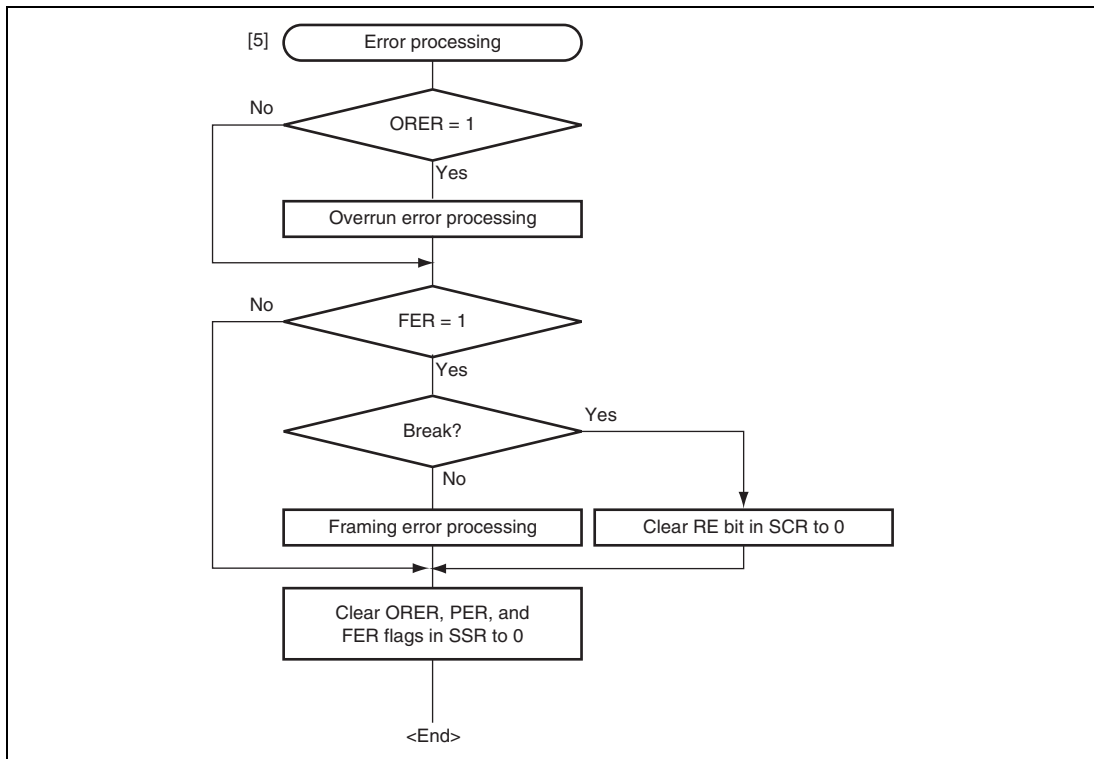 [5] Error processing
No
ORER = 1
Yes
Overrun error processing
No
FER = 1
Yes
Break?
Yes
No
Framing error processing
Clear RE bit in SCR to 0
Clear ORER, PER, and
FER flags in SSR to 0
<End>